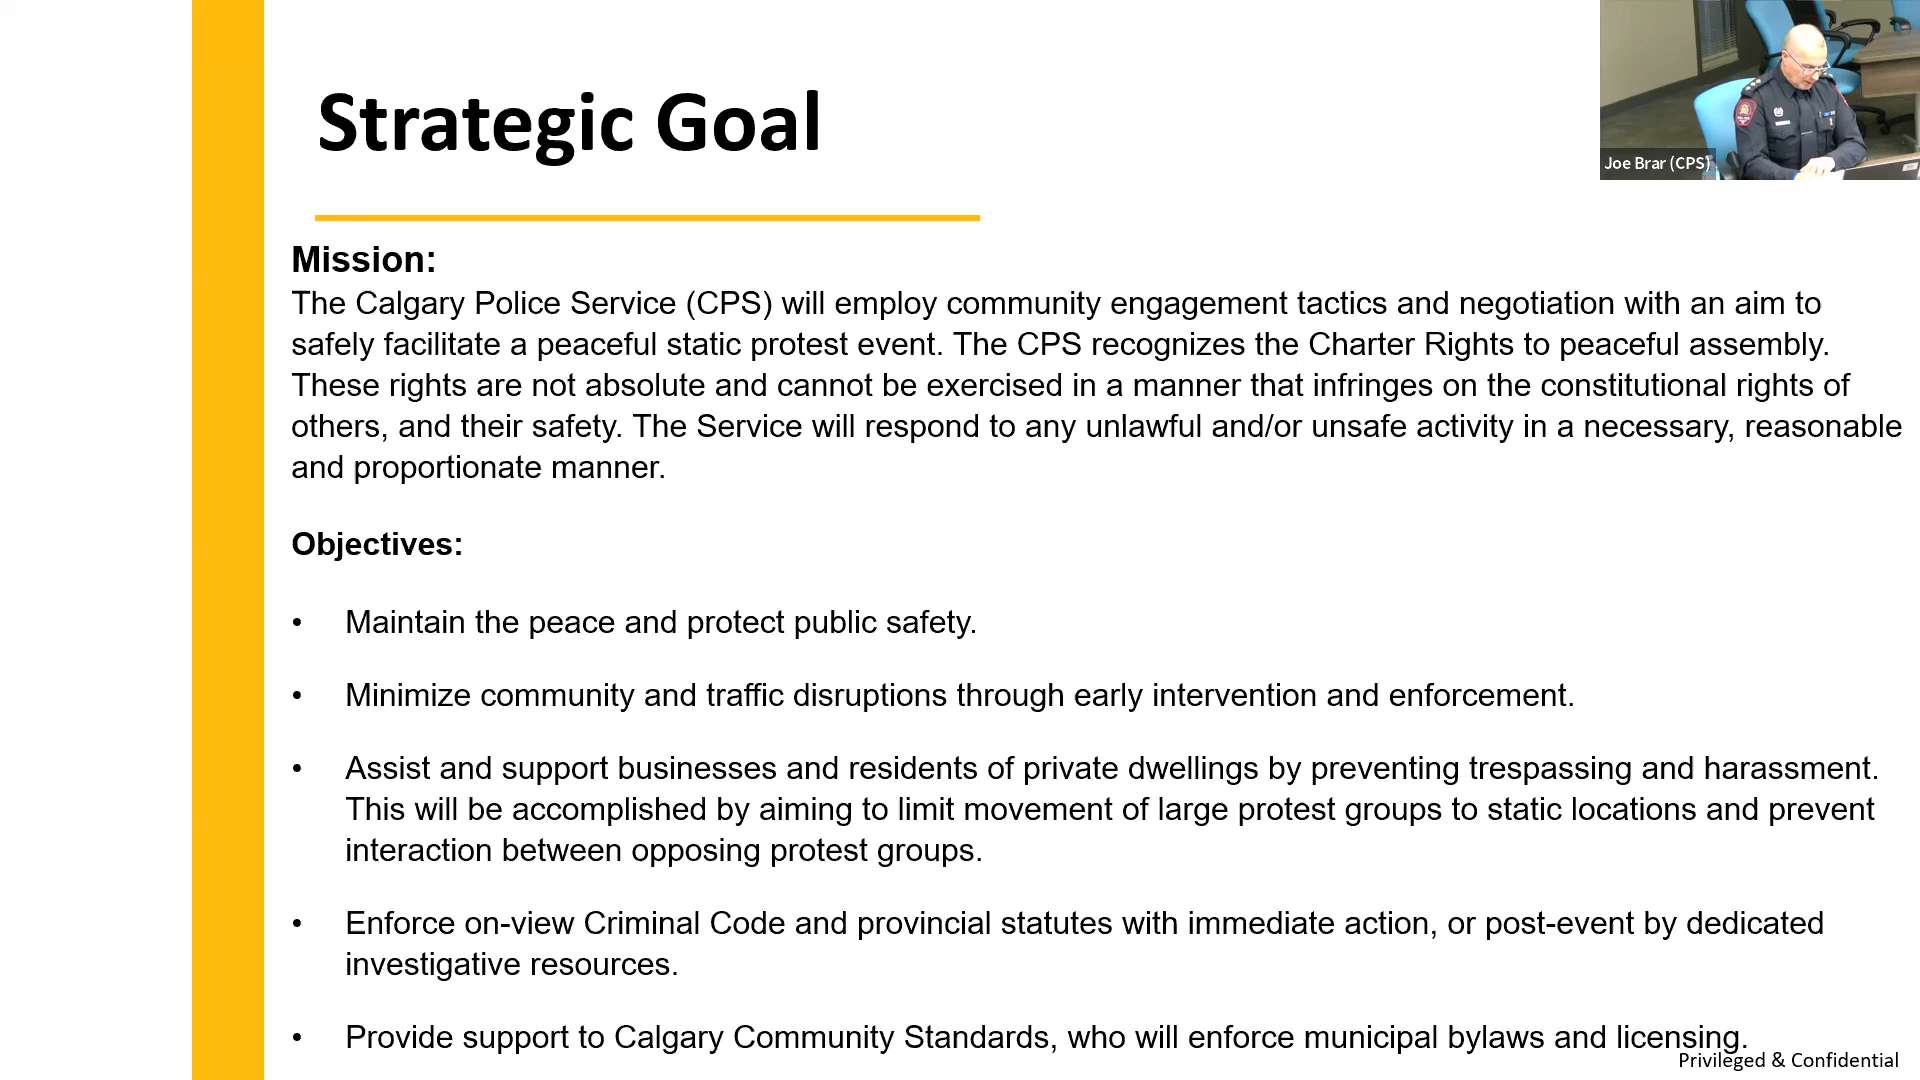 Strategic Goal
Joe Brar (CPS)
Mission:
The Calgary Police Service (CPS) will employ community engagement tactics and negotiation with an aim to
safely facilitate a peaceful static protest event. The CPS recognizes the Charter Rights to peaceful assembly.
These rights are not absolute and cannot be exercised in a manner that infringes on the constitutional rights of
others, and their safety. The Service will respond to any unlawful and/or unsafe activity in a necessary, reasonable
and proportionate manner.
Objectives:
• Maintain the peace and protect public safety.
• Minimize community and traffic disruptions through early intervention and enforcement.
• Assist and support businesses and residents of private dwellings by preventing trespassing and harassment.
This will be accomplished by aiming to limit movement of large protest groups to static locations and prevent
interaction between opposing protest groups.
• Enforce on-view Criminal Code and provincial statutes with immediate action, or post-event by dedicated
investigative resources.
• Provide support to Calgary Community Standards, who will enforce municipal bylaws and licensing.
Privileged & Confidential